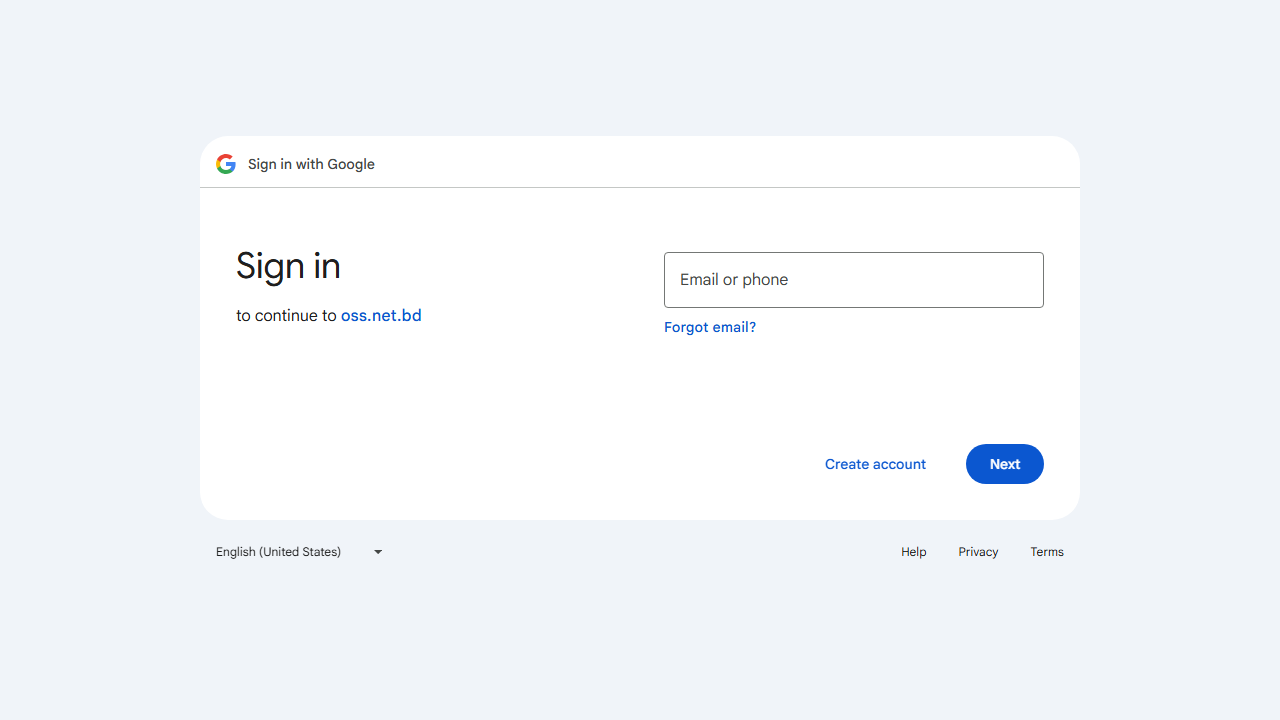 Sign in with Google
Sign in
to continue to oss.net.bd
Email or phone
Forgot email?
Create account
Next
English (United States)
Help
Privacy
Terms